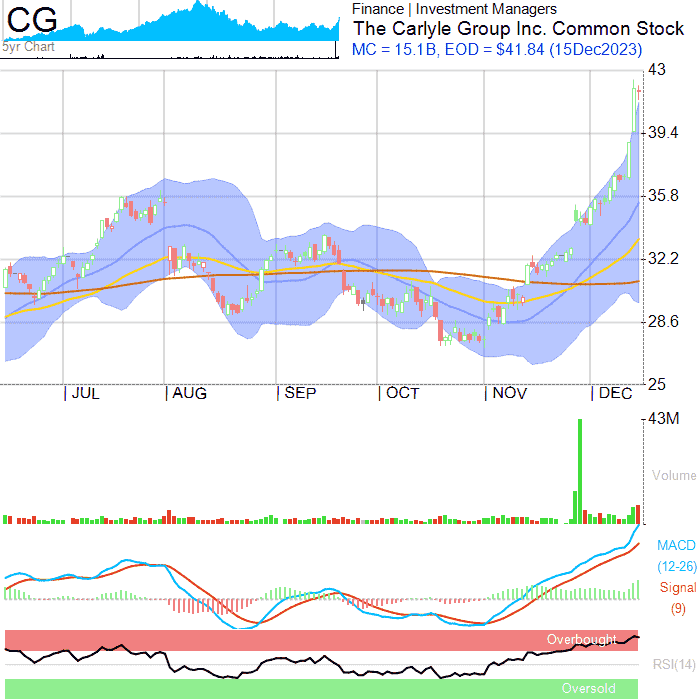 CG
5yr Chart
Finance | Investment Managers
The Carlyle Group Inc. Common Stock
MC = 15.1B, EOD = $41.84 (15Dec2023)
43
39.4
35.8
32.2
28.6
25
JUL AUG SEP OCT NOV DEC
43M
Volume
MACD
(12-26)
Signal
(9)
Overbought
RSI(14)
Oversold